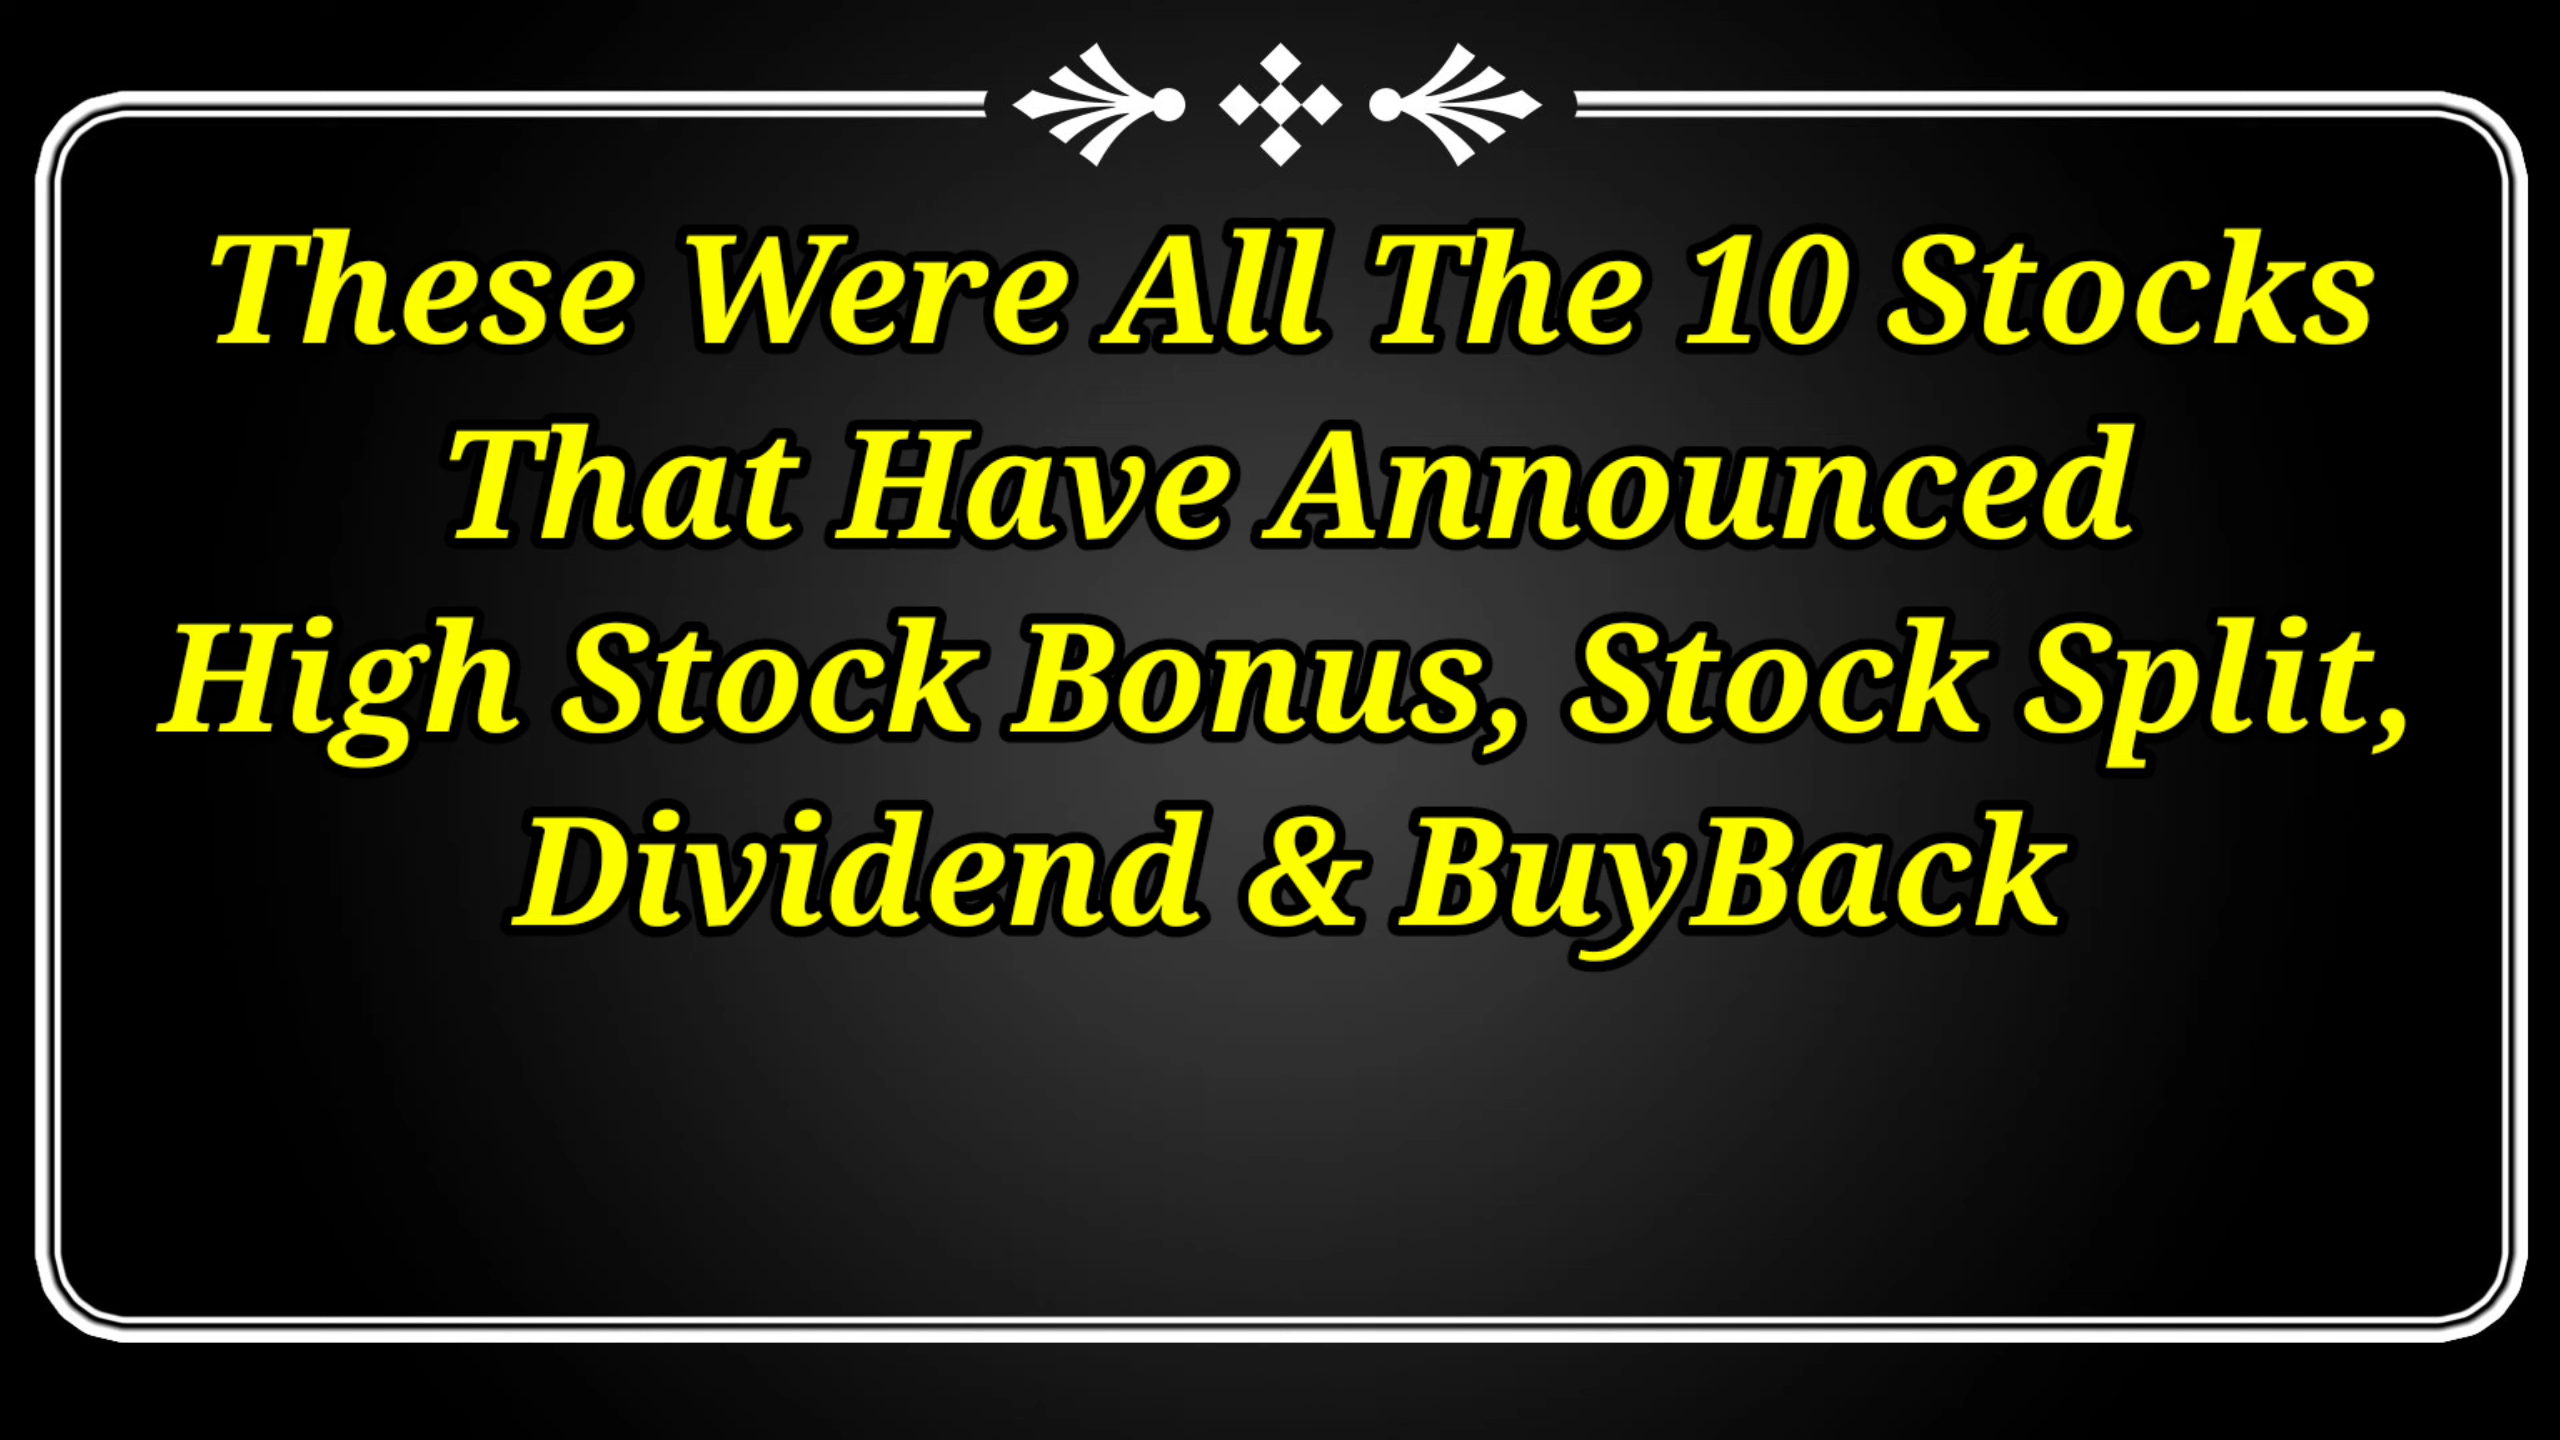 These Were All The 10 Stocks
That Have Announced
High Stock Bonus, Stock Split,
Dividend & BuyBack